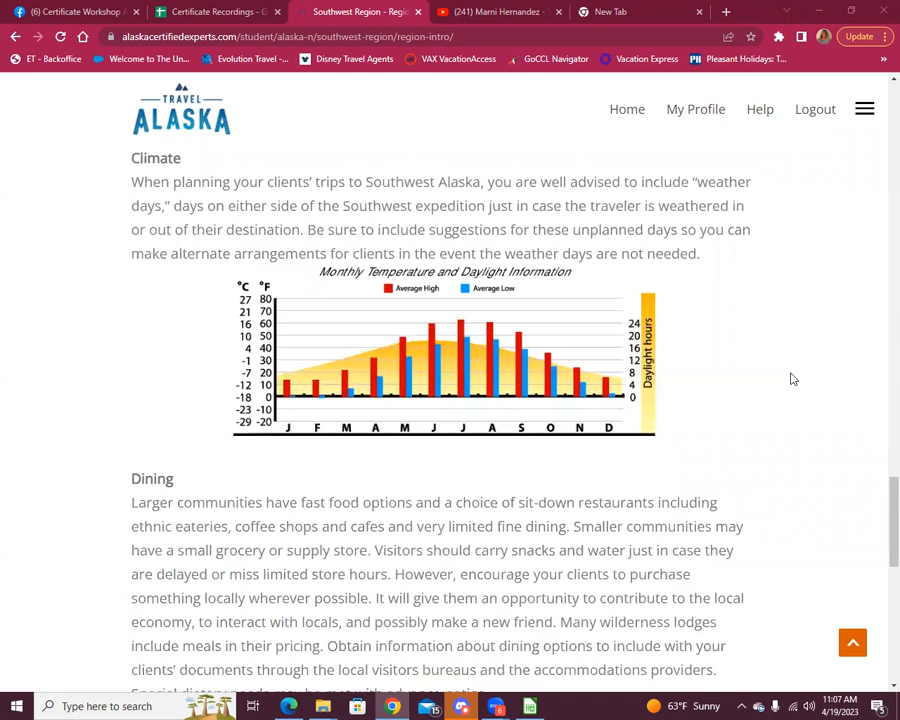 (6) Certificate Workshop
Certificate Recordings - G
Southwest Region - Regi
(241) Marni Hernandez -
New Tab
alaskacertifiedexperts.com/student/alaska-n/southwest-region/region-intro/
Update
ET - Backoffice
Welcome to The Un...
Evolution Travel -...
Disney Travel Agents
VAX VacationAccess
GoCCL Navigator
Vacation Express
Pleasant Holidays: T...
TRAVEL
ALASKA
Home
My Profile
Help
Logout
Climate
When planning your clients’ trips to Southwest Alaska, you are well advised to include “weather
days,” days on either side of the Southwest expedition just in case the traveler is weathered in
or out of their destination. Be sure to include suggestions for these unplanned days so you can
make alternate arrangements for clients in the event the weather days are not needed.
Monthly Temperature and Daylight Information
°C °F
Average High
Average Low
27 80
21 70
16 60
10 50
4 40
-1 30
-7 20
-12 10
-18 0
-23 -10
-29 -20
24
20
16
12
8
4
0
Daylight hours
J F M A M J J A S O N D
Dining
Larger communities have fast food options and a choice of sit-down restaurants including
ethnic eateries, coffee shops and cafes and very limited fine dining. Smaller communities may
have a small grocery or supply store. Visitors should carry snacks and water just in case they
are delayed or miss limited store hours. However, encourage your clients to purchase
something locally wherever possible. It will give them an opportunity to contribute to the local
economy, to interact with locals, and possibly make a new friend. Many wilderness lodges
include meals in their pricing. Obtain information about dining options to include with your
clients’ documents through the local visitors bureaus and the accommodations providers.
Special dietary needs may be met with advance notice.
Type here to search
15
6
63°F Sunny
11:07 AM
4/19/2023
5